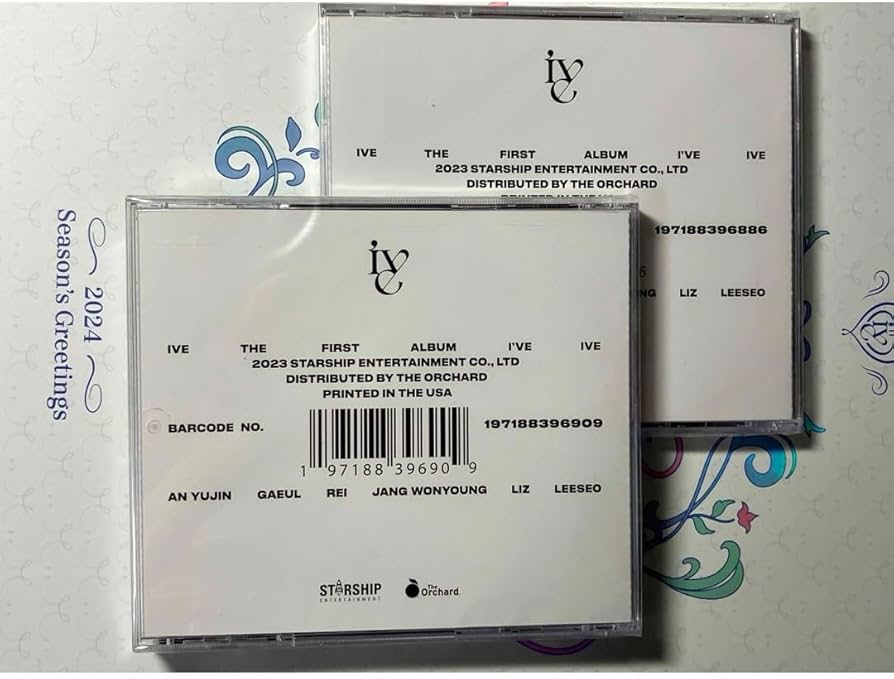 ive
IVE THE FIRST ALBUM I'VE IVE
2023 STARSHIP ENTERTAINMENT CO., LTD
DISTRIBUTED BY THE ORCHARD
197188396886
LIZ LEESEO
ive
IVE THE FIRST ALBUM I'VE IVE
2023 STARSHIP ENTERTAINMENT CO., LTD
DISTRIBUTED BY THE ORCHARD
PRINTED IN THE USA
BARCODE NO. 197188396909
1 97188 39690 9
AN YUJIN GAEUL REI JANG WONYOUNG LIZ LEESEO
STARSHIP
ENTERTAINMENT
The
Orchard.
2024
Season's Greetings
ive